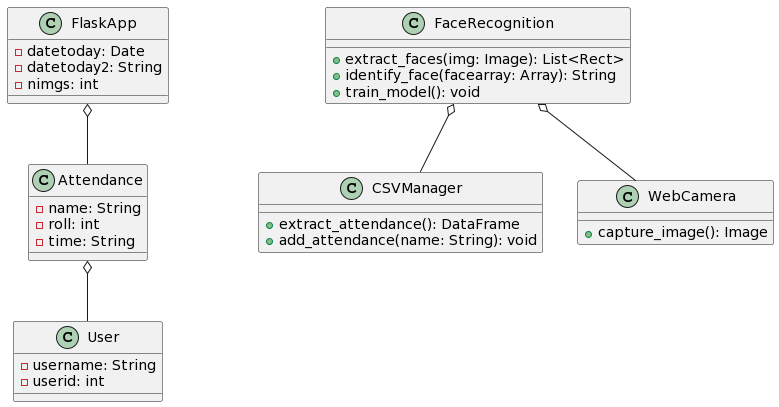 C FlaskApp
datetoday: Date
datetoday2: String
nimgs: int
C FaceRecognition
extract_faces(img: Image): List<Rect>
identify_face(facearray: Array): String
train_model(): void
C Attendance
name: String
roll: int
time: String
C CSVManager
extract_attendance(): DataFrame
add_attendance(name: String): void
C WebCamera
capture_image(): Image
C User
username: String
userid: int